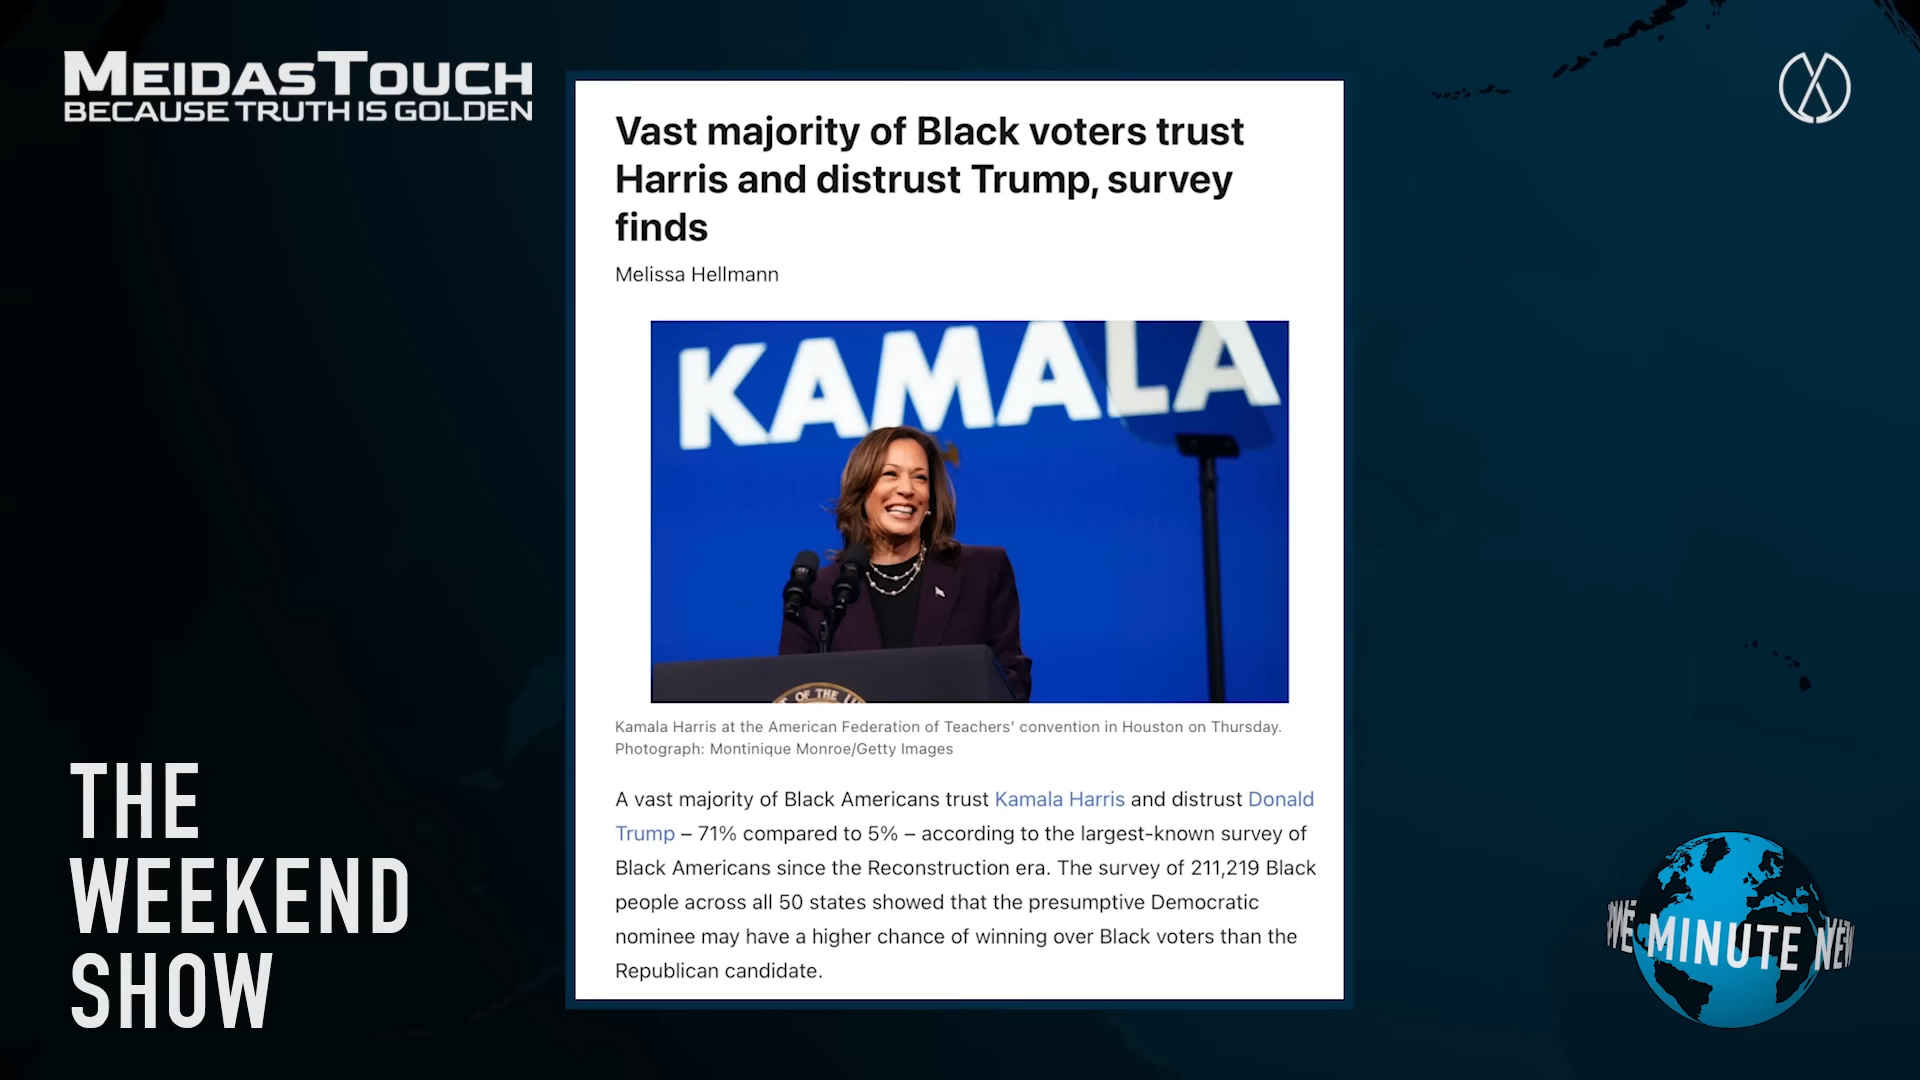 MEIDASTOUCH
BECAUSE TRUTH IS GOLDEN
Vast majority of Black voters trust
Harris and distrust Trump, survey
finds
Melissa Hellmann
KAMALA
OF THE
Kamala Harris at the American Federation of Teachers’ convention in Houston on Thursday.
Photograph: Montinique Monroe/Getty Images
A vast majority of Black Americans trust Kamala Harris and distrust Donald
Trump – 71% compared to 5% – according to the largest-known survey of
Black Americans since the Reconstruction era. The survey of 211,219 Black
people across all 50 states showed that the presumptive Democratic
nominee may have a higher chance of winning over Black voters than the
Republican candidate.
THE
WEEKEND
SHOW
MINUTE